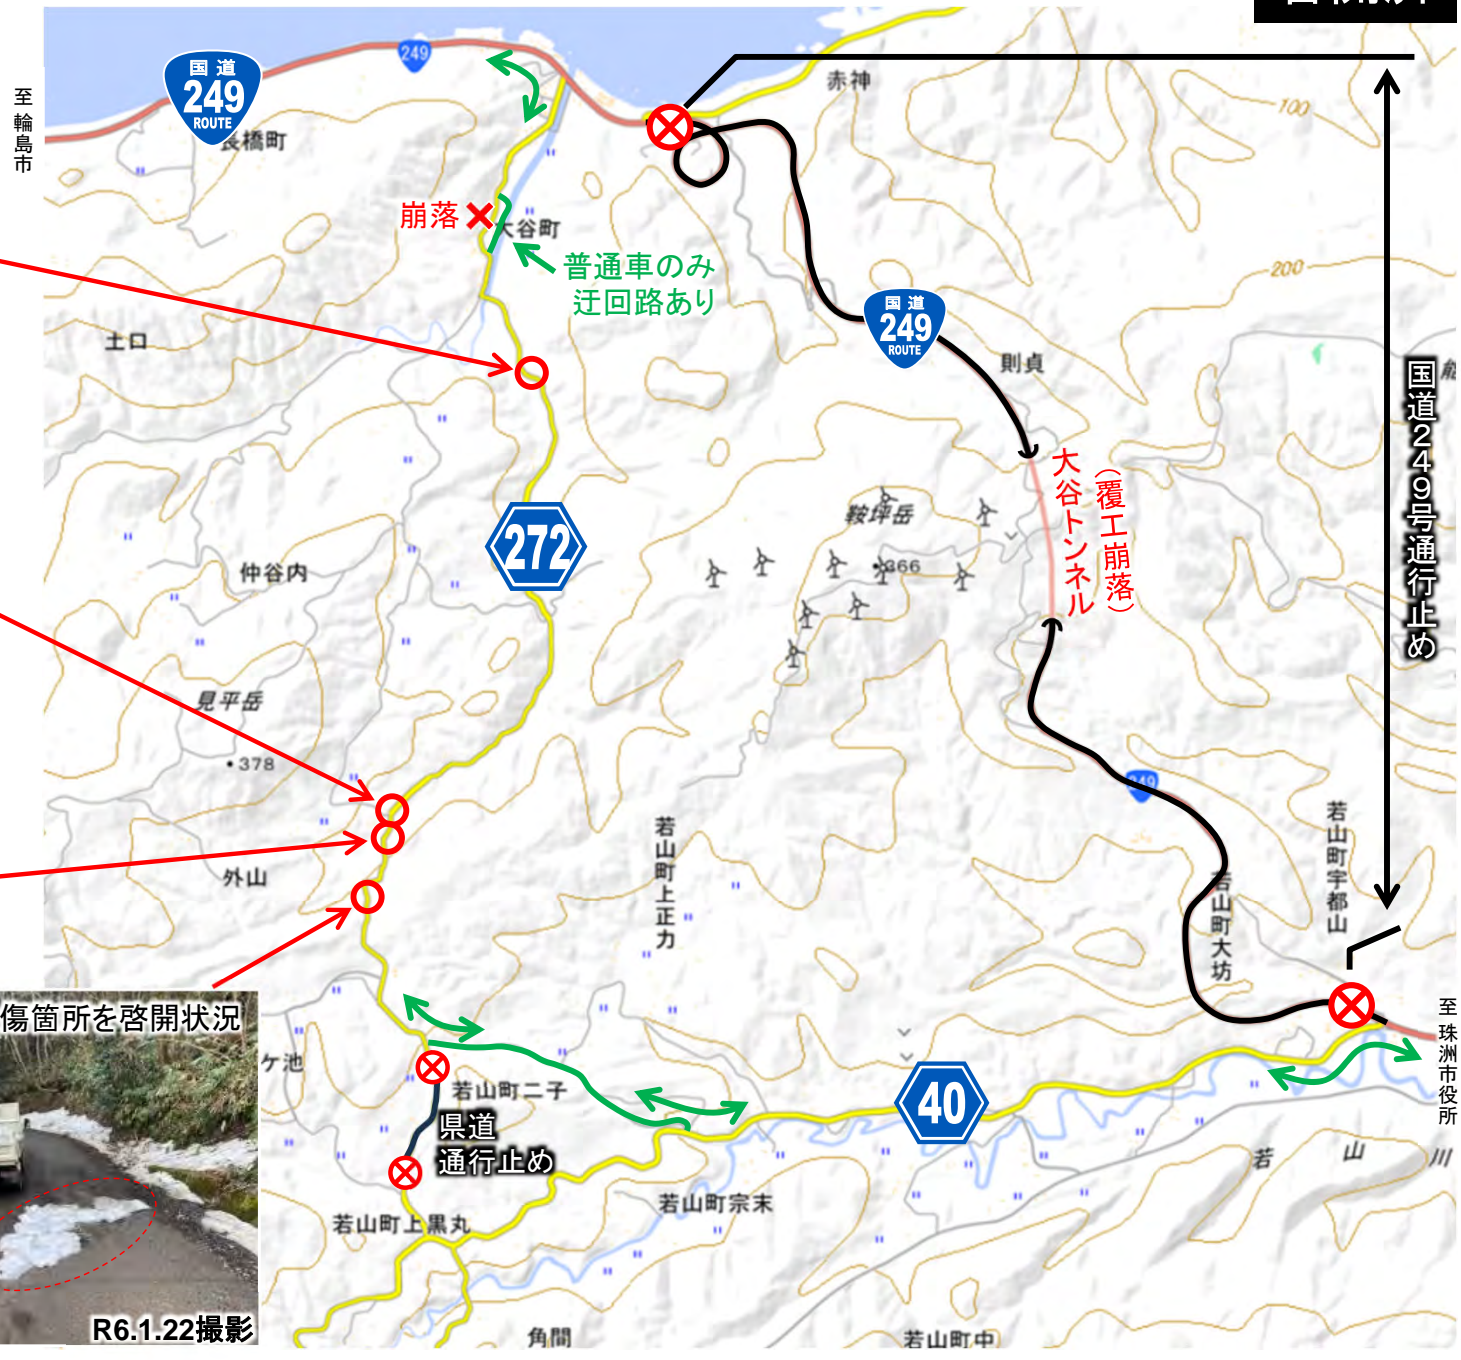 至 輪島市
国道
249
ROUTE
249
長橋町
赤神
100
崩落
大谷町
普通車のみ
迂回路あり
200
国道
249
ROUTE
土口
則貞
国道249号通行止め
大谷トンネル
(覆工崩落)
272
鞍坪岳
366
仲谷内
見平岳
378
249
外山
若山町上正力
若山町宇都山
若山町大坊
傷箇所を啓開状況
ケ池
若山町二子
県道
通行止め
40
至 珠洲市役所
若山川
若山町宗末
若山町上黒丸
R6.1.22撮影
角間
若山町中